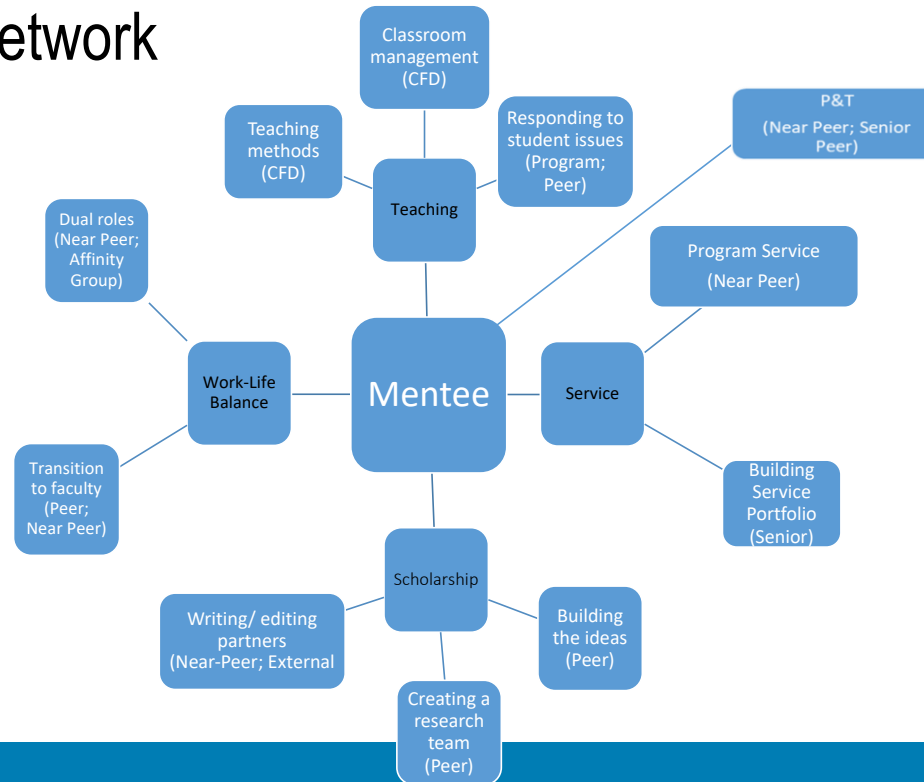 etwork
Classroom
management
(CFD)
Teaching
methods
(CFD)
Responding to
student issues
(Program;
Peer)
P&T
(Near Peer; Senior
Peer)
Teaching
Dual roles
(Near Peer;
Affinity
Group)
Program Service
(Near Peer)
Work-Life
Balance
Mentee
Service
Transition
to faculty
(Peer;
Near Peer)
Building
Service
Portfolio
(Senior)
Scholarship
Writing/ editing
partners
(Near-Peer; External
Building
the ideas
(Peer)
Creating a
research
team
(Peer)